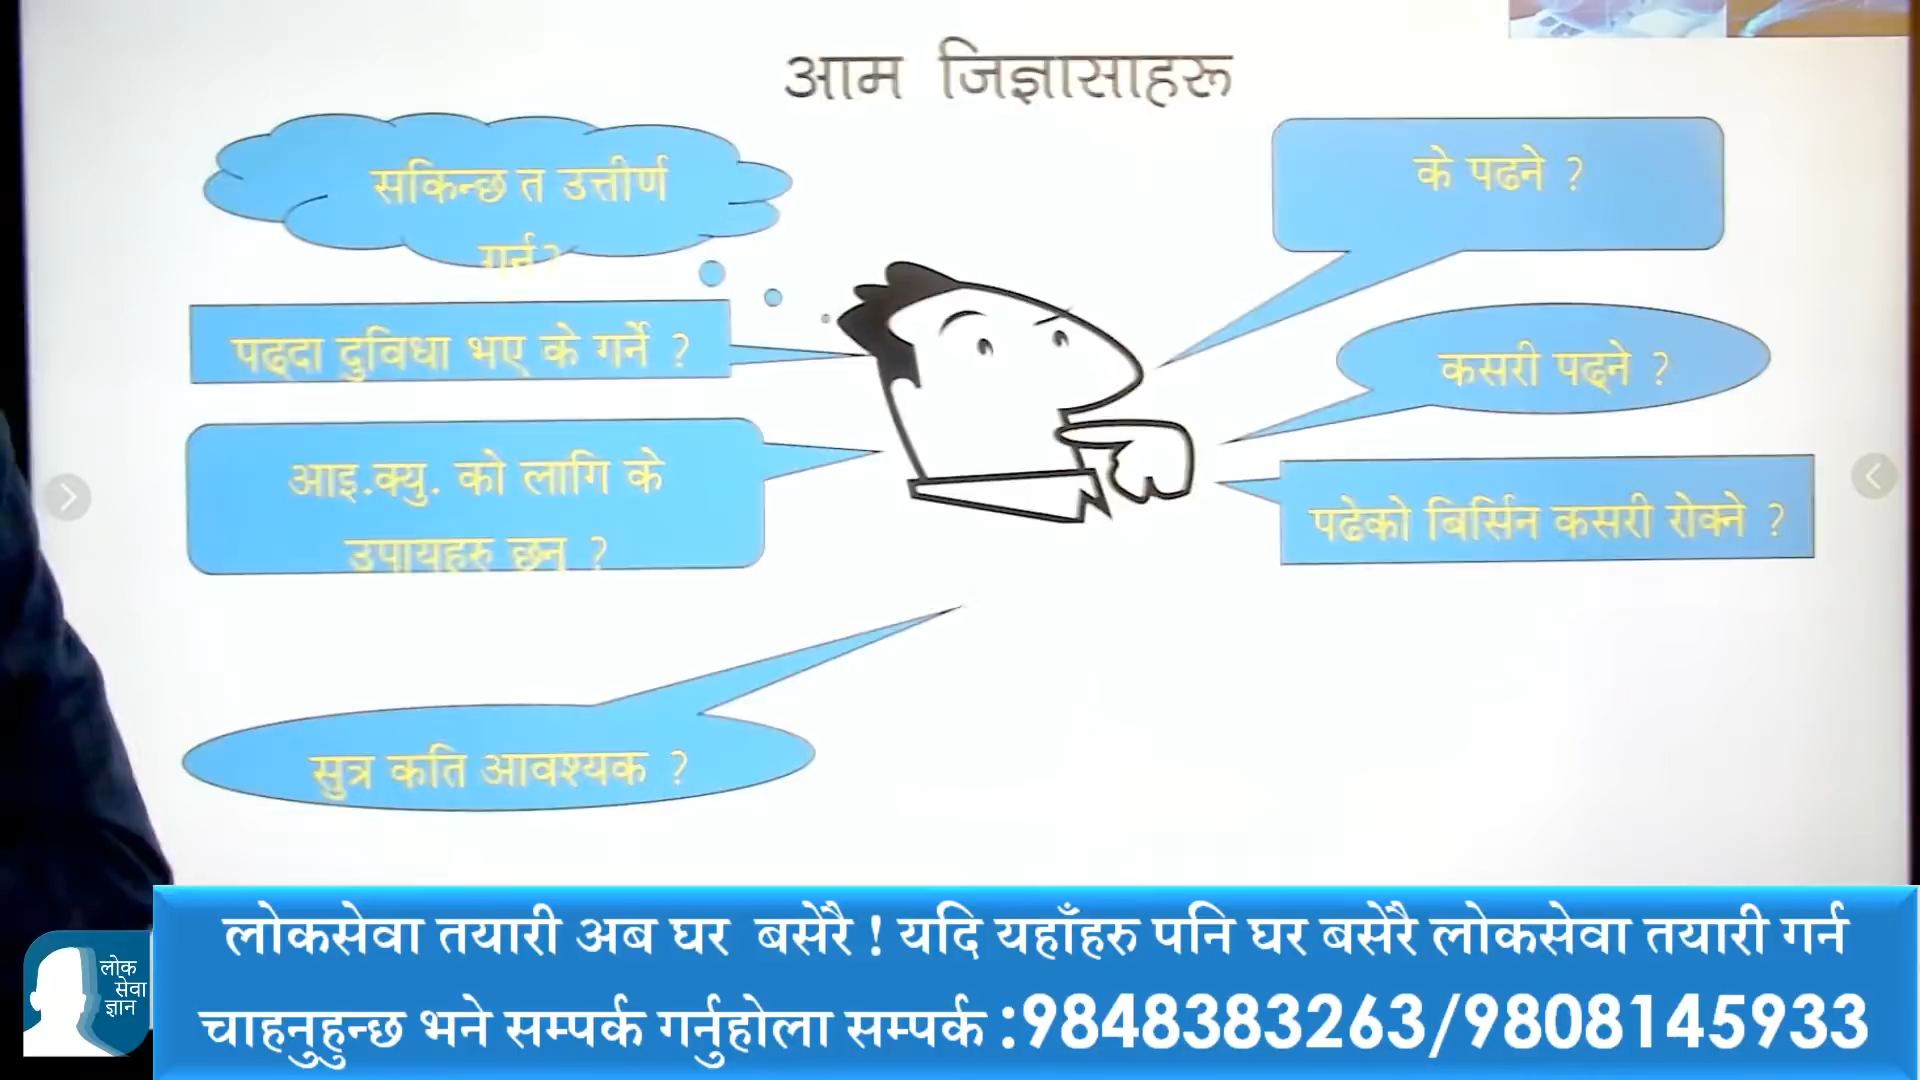 आम जिज्ञासाहरू
सकिन्छ त उत्तीर्ण
गर्न?
पढ्दा दुविधा भए के गर्ने ?
आइ.क्यु. को लागि के
उपायहरु छन् ?
सुत्र कति आवश्यक ?
के पढने ?
कसरी पढ्ने ?
पढेको बिर्सिन कसरी रोक्ने ?
लोकसेवा तयारी अब घर बसेरै ! यदि यहाँहरु पनि घर बसेरै लोकसेवा तयारी गर्न
चाहनुहुन्छ भने सम्पर्क गर्नुहोला सम्पर्क :9848383263/9808145933
लोक
सेवा
ज्ञान